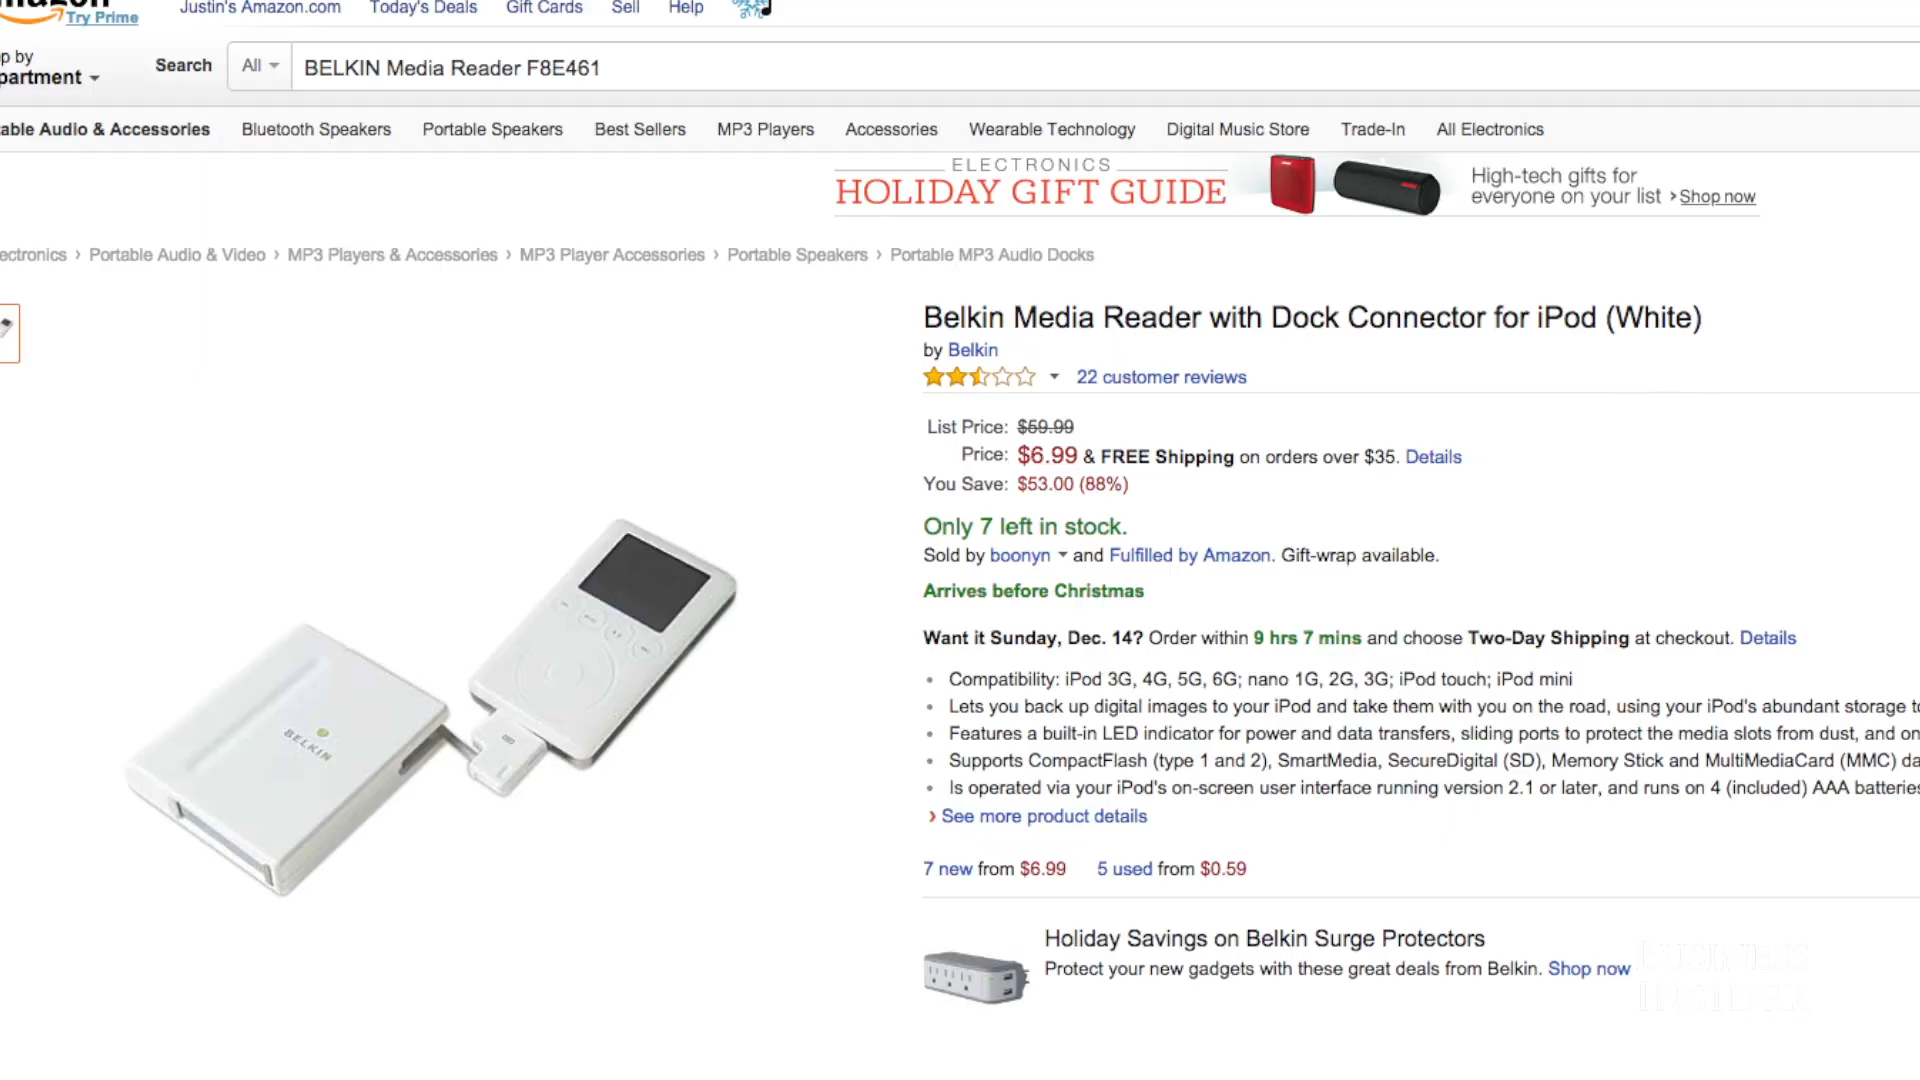 Try Prime
Justin's Amazon.com Today's Deals Gift Cards Sell Help
p by
partment
Search All BELKIN Media Reader F8E461
able Audio & Accessories Bluetooth Speakers Portable Speakers Best Sellers MP3 Players Accessories Wearable Technology Digital Music Store Trade-In All Electronics
ELECTRONICS
HOLIDAY GIFT GUIDE
High-tech gifts for
everyone on your list > Shop now
ectronics › Portable Audio & Video › MP3 Players & Accessories › MP3 Player Accessories › Portable Speakers › Portable MP3 Audio Docks
Belkin Media Reader with Dock Connector for iPod (White)
by Belkin
22 customer reviews
List Price: $59.99
Price: $6.99 & FREE Shipping on orders over $35. Details
You Save: $53.00 (88%)
Only 7 left in stock.
Sold by boonyn and Fulfilled by Amazon. Gift-wrap available.
Arrives before Christmas
Want it Sunday, Dec. 14? Order within 9 hrs 7 mins and choose Two-Day Shipping at checkout. Details
• Compatibility: iPod 3G, 4G, 5G, 6G; nano 1G, 2G, 3G; iPod touch; iPod mini
• Lets you back up digital images to your iPod and take them with you on the road, using your iPod's abundant storage to
• Features a built-in LED indicator for power and data transfers, sliding ports to protect the media slots from dust, and on
• Supports CompactFlash (type 1 and 2), SmartMedia, SecureDigital (SD), Memory Stick and MultiMediaCard (MMC) da
• Is operated via your iPod's on-screen user interface running version 2.1 or later, and runs on 4 (included) AAA batteries
› See more product details
7 new from $6.99 5 used from $0.59
BELKIN
Holiday Savings on Belkin Surge Protectors
Protect your new gadgets with these great deals from Belkin. Shop now